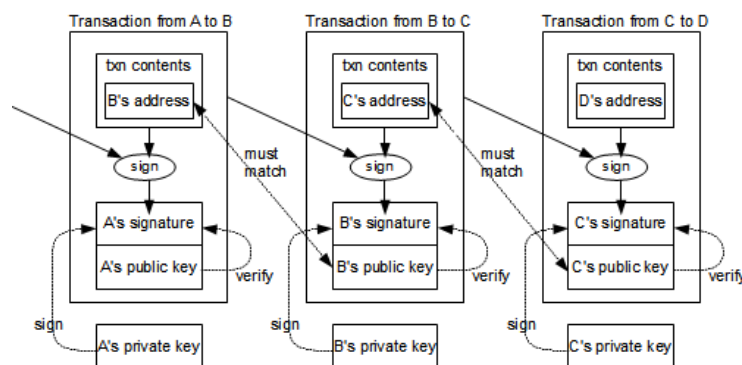 Transaction from A to B
txn contents
B's address
sign
A's signature
A's public key
verify
sign
A's private key
must
match
Transaction from B to C
txn contents
C's address
sign
B's signature
B's public key
verify
sign
B's private key
must
match
Transaction from C to D
txn contents
D's address
sign
C's signature
C's public key
verify
sign
C's private key